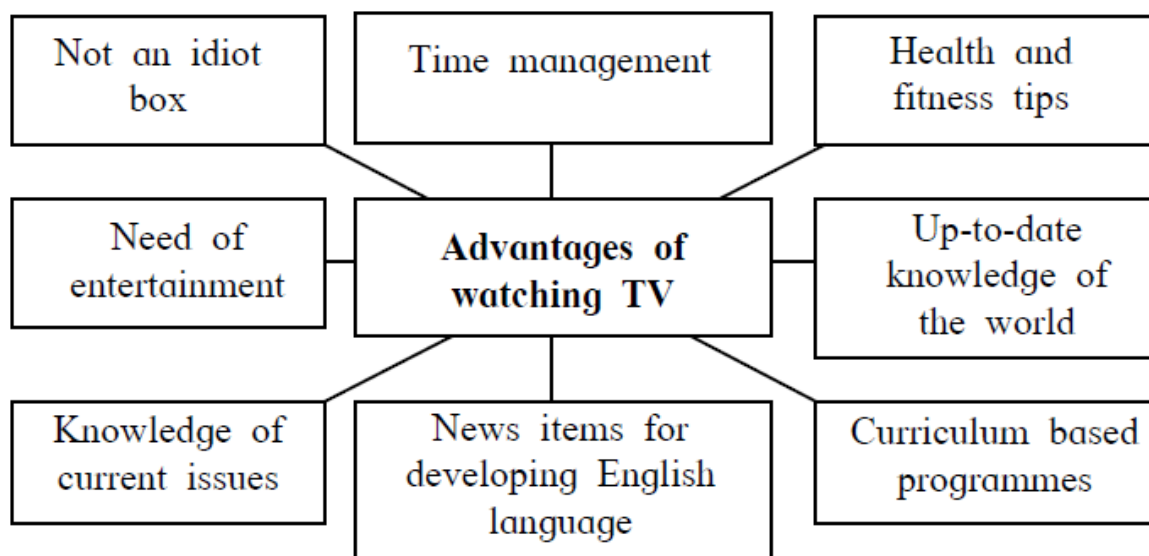 Not an idiot
box
Time management
Health and
fitness tips
Need of
entertainment
Advantages of
watching TV
Up-to-date
knowledge of
the world
Knowledge of
current issues
News items for
developing English
language
Curriculum based
programmes